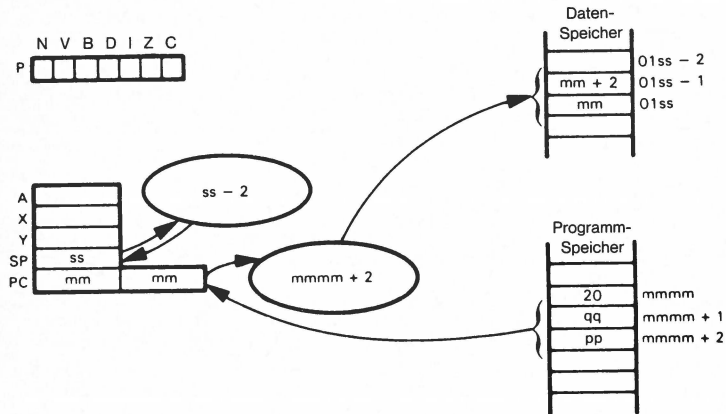 N V B D I Z C
P
Daten-
Speicher
01ss - 2
mm + 2 01ss - 1
mm 01ss
A
X
Y
SP ss
PC mm mm
ss - 2
mmmm + 2
Programm-
Speicher
20 mmmm
qq mmmm + 1
pp mmmm + 2